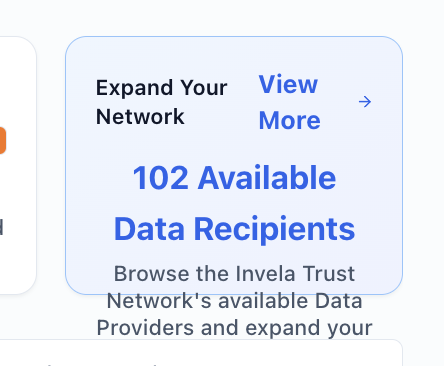 Expand Your
Network
View
More
102 Available
Data Recipients
Browse the Invela Trust
Network's available Data
Providers and expand your